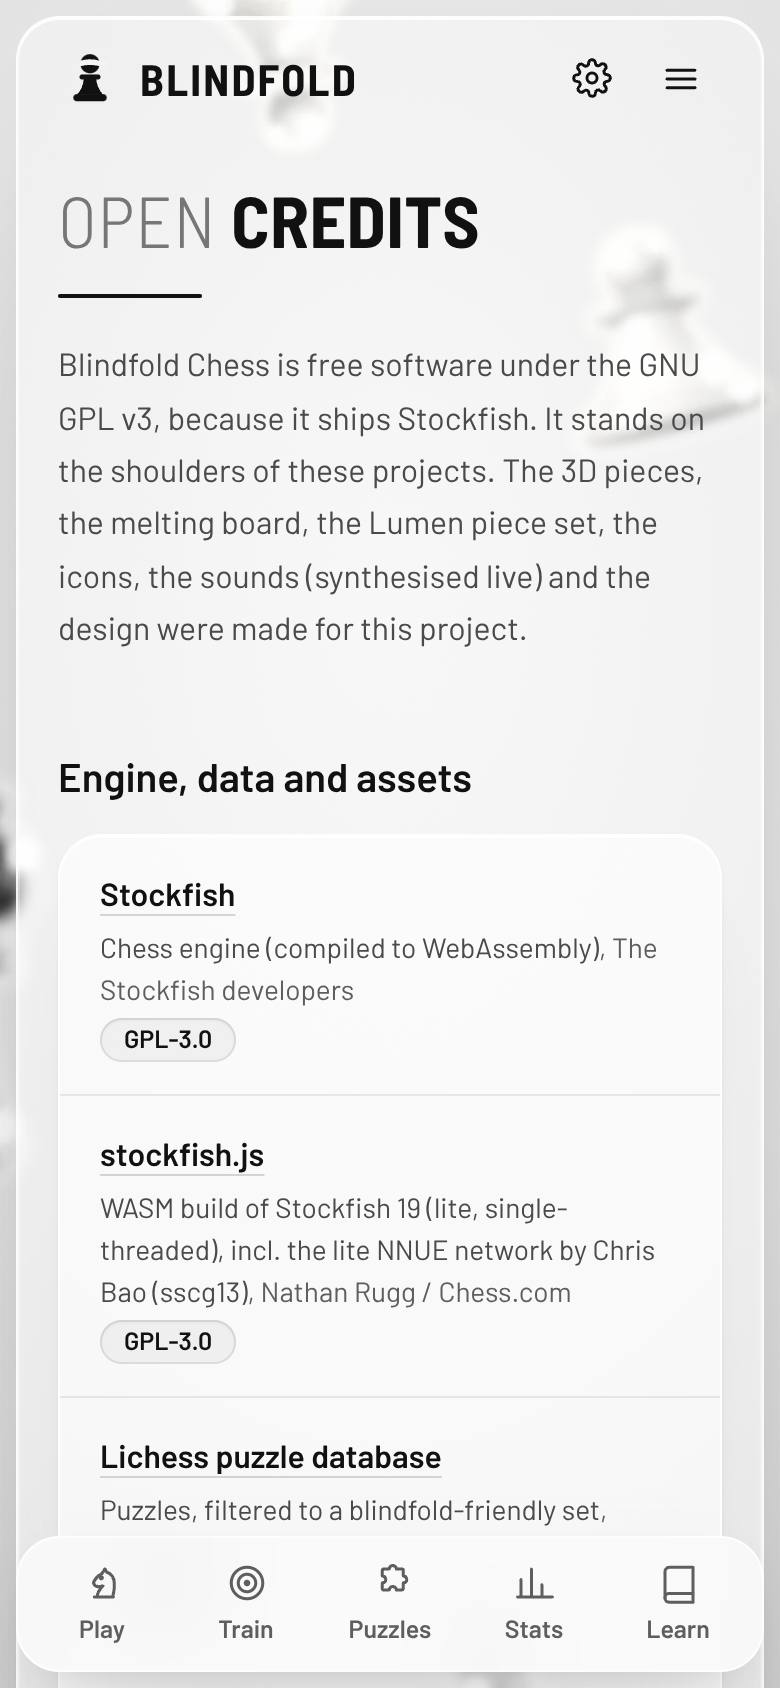 BLINDFOLD
OPEN CREDITS
Blindfold Chess is free software under the GNU
GPL v3, because it ships Stockfish. It stands on
the shoulders of these projects. The 3D pieces,
the melting board, the Lumen piece set, the
icons, the sounds (synthesised live) and the
design were made for this project.
Engine, data and assets
Stockfish
Chess engine (compiled to WebAssembly), The
Stockfish developers
GPL-3.0
stockfish.js
WASM build of Stockfish 19 (lite, single-
threaded), incl. the lite NNUE network by Chris
Bao (sscg13), Nathan Rugg / Chess.com
GPL-3.0
Lichess puzzle database
Puzzles, filtered to a blindfold-friendly set,
Play Train Puzzles Stats Learn